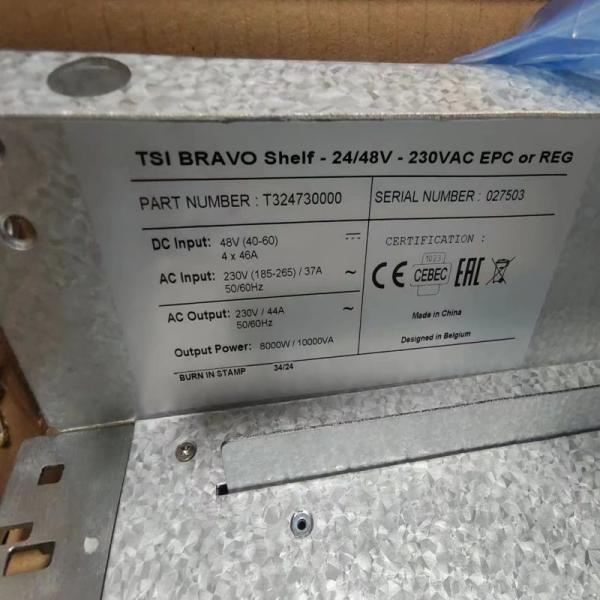 TSI BRAVO Shelf - 24/48V - 230VAC EPC or REG
PART NUMBER : T324730000
SERIAL NUMBER : 027503
DC Input: 48V (40-60)
4 x 46A
AC Input: 230V (185-265) / 37A ~
50/60Hz
AC Output: 230V / 44A ~
50/60Hz
Output Power: 8000W / 10000VA
BURN IN STAMP 34/24
CERTIFICATION :
CE
1023
CEBEC
EAC
Made in China
Designed in Belgium